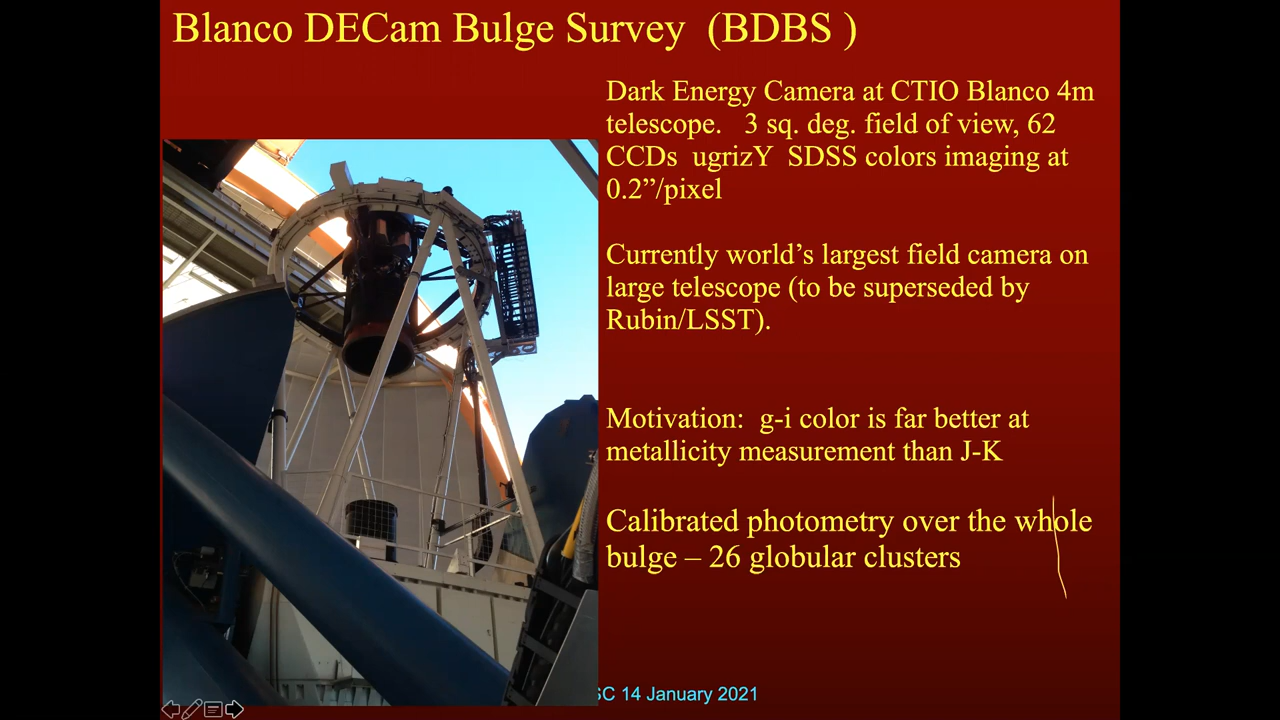 Blanco DECam Bulge Survey (BDBS )
Dark Energy Camera at CTIO Blanco 4m
telescope. 3 sq. deg. field of view, 62
CCDs ugrizY SDSS colors imaging at
0.2”/pixel
Currently world’s largest field camera on
large telescope (to be superseded by
Rubin/LSST).
Motivation: g-i color is far better at
metallicity measurement than J-K
Calibrated photometry over the whole
bulge – 26 globular clusters
SC 14 January 2021